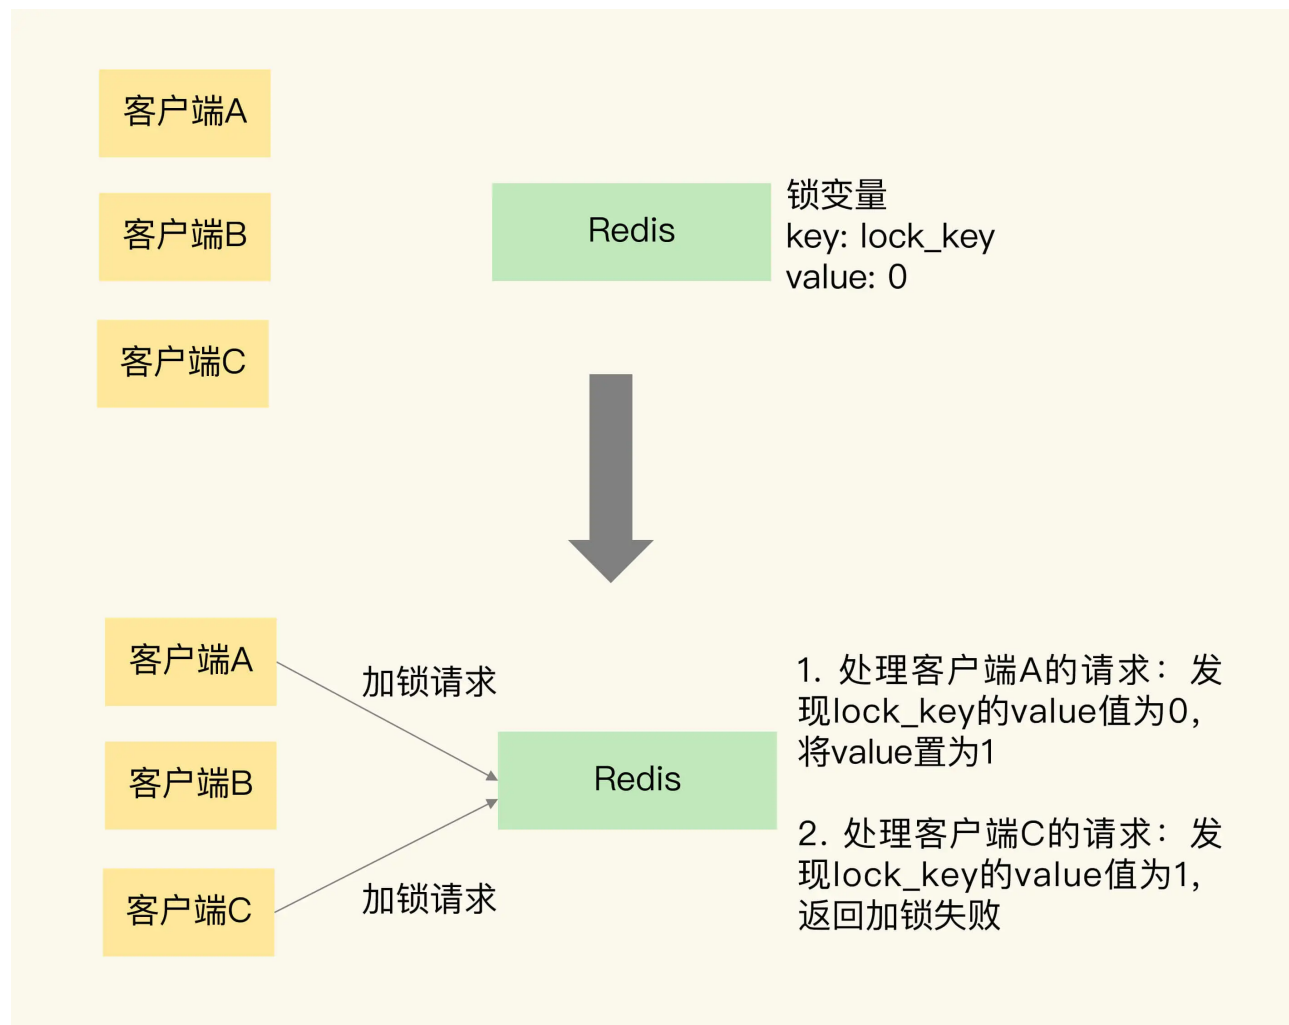 客户端A
客户端B
客户端C
Redis
锁变量
key: lock_key
value: 0
客户端A
客户端B
客户端C
加锁请求
加锁请求
Redis
1. 处理客户端A的请求：发
现lock_key的value值为0，
将value置为1
2. 处理客户端C的请求：发
现lock_key的value值为1，
返回加锁失败